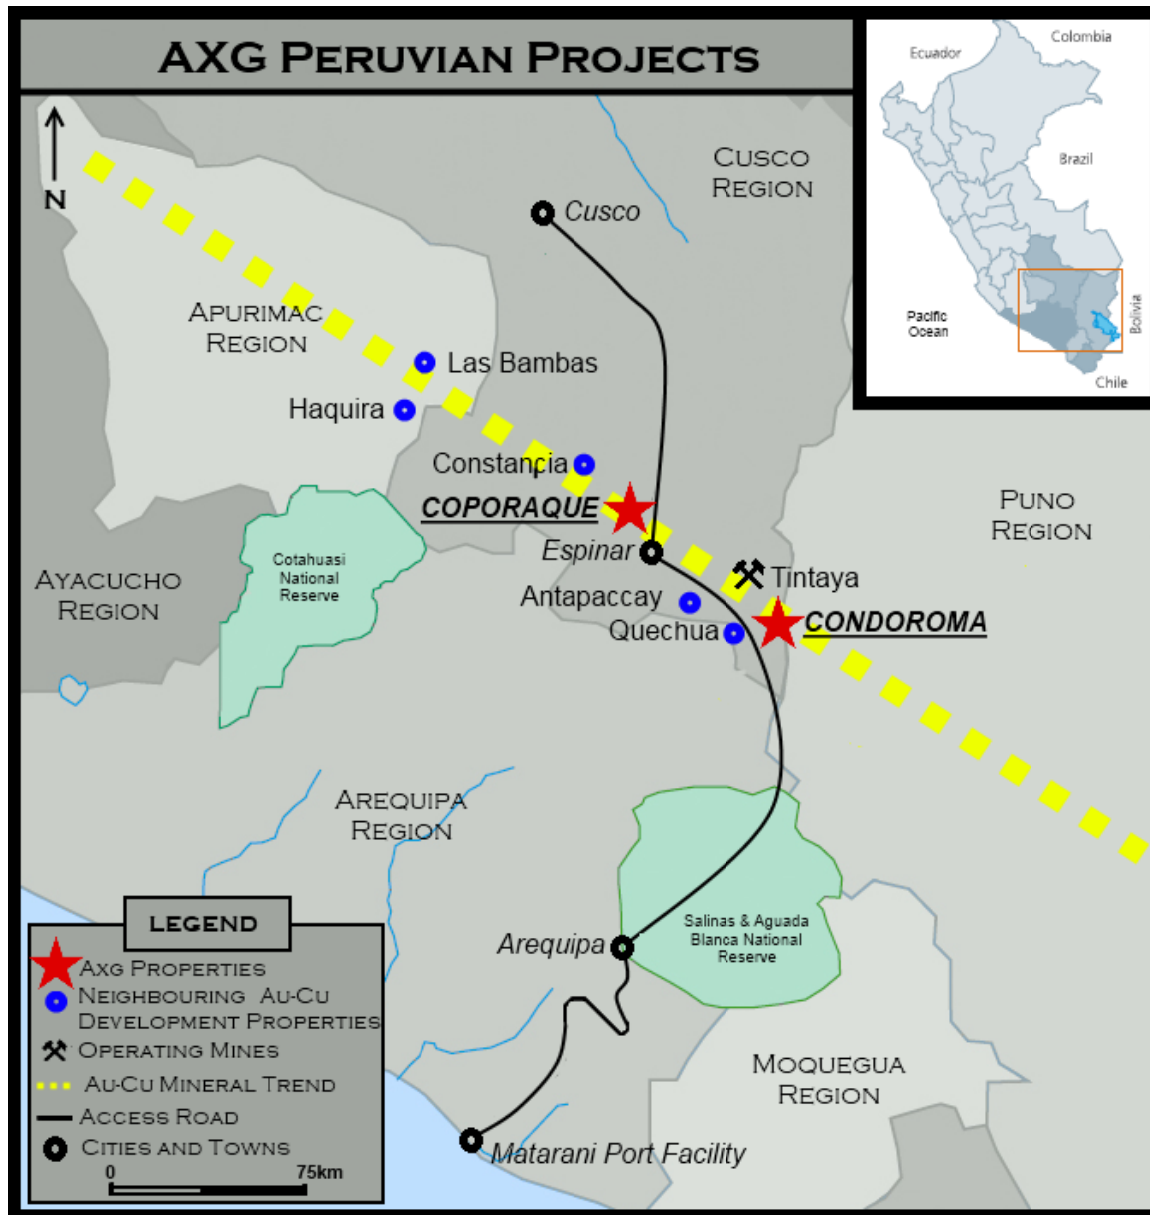 AXG PERUVIAN PROJECTS
Ecuador
Colombia
Brazil
Pacific
Ocean
Bolivia
Chile
N
CUSCO
REGION
Cusco
APURIMAC
REGION
Las Bambas
Haquira
Constancia
COPORAQUE
PUNO
REGION
Espinar
Cotahuasi
National
Reserve
AYACUCHO
REGION
Tintaya
Antapaccay
Quechua
CONDOROMA
AREQUIPA
REGION
Salinas & Aguada
Blanca National
Reserve
Arequipa
MOQUEGUA
REGION
Matarani Port Facility
LEGEND
AXG PROPERTIES
NEIGHBOURING AU-CU
DEVELOPMENT PROPERTIES
OPERATING MINES
AU-CU MINERAL TREND
ACCESS ROAD
CITIES AND TOWNS
0 75km